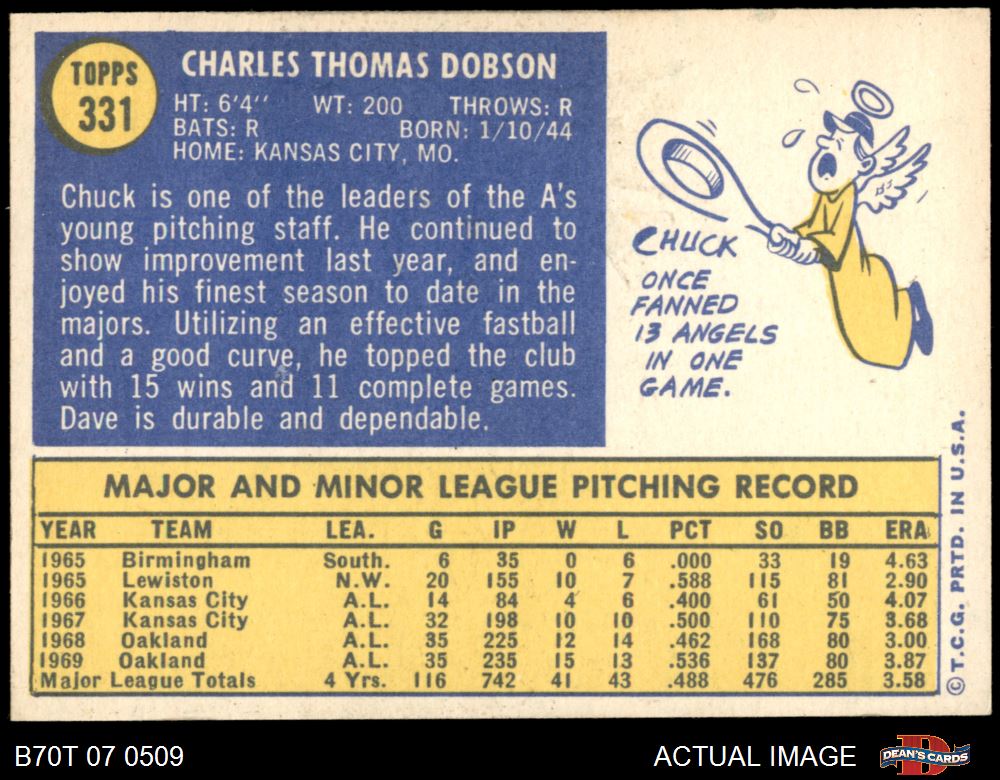 TOPPS
331
CHARLES THOMAS DOBSON
HT: 6'4'' WT: 200 THROWS: R
BATS: R BORN: 1/10/44
HOME: KANSAS CITY, MO.
Chuck is one of the leaders of the A's
young pitching staff. He continued to
show improvement last year, and en-
joyed his finest season to date in the
majors. Utilizing an effective fastball
and a good curve, he topped the club
with 15 wins and 11 complete games.
Dave is durable and dependable.
CHUCK
ONCE
FANNED
13 ANGELS
IN ONE
GAME.
MAJOR AND MINOR LEAGUE PITCHING RECORD
YEAR TEAM LEA. G IP W L PCT SO BB ERA
1965 Birmingham South. 6 35 0 6 .000 33 19 4.63
1965 Lewiston N.W. 20 155 10 7 .588 115 81 2.90
1966 Kansas City A.L. 14 84 4 6 .400 61 50 4.07
1967 Kansas City A.L. 32 198 10 10 .500 110 75 3.68
1968 Oakland A.L. 35 225 12 14 .462 168 80 3.00
1969 Oakland A.L. 35 235 15 13 .536 137 80 3.87
Major League Totals 4 Yrs. 116 742 41 43 .488 476 285 3.58
© T.C.G. PRTD. IN U.S.A.
B70T 07 0509
ACTUAL IMAGE
DEAN'S CARDS